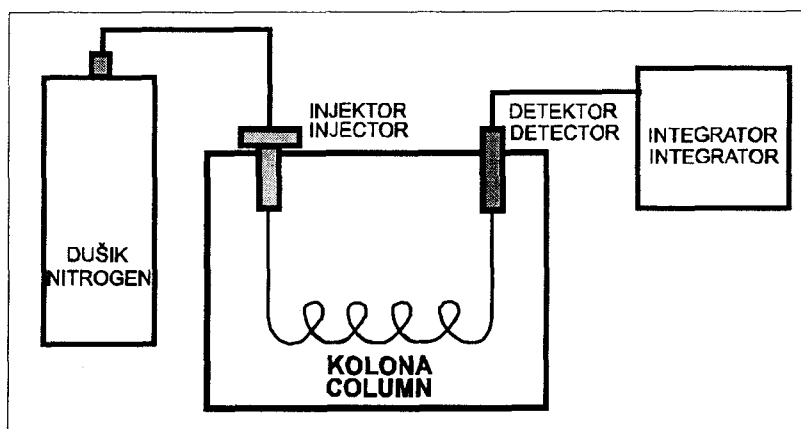 INJEKTOR
INJECTOR
DETEKTOR
DETECTOR
INTEGRATOR
INTEGRATOR
DUŠIK
NITROGEN
KOLONA
COLUMN